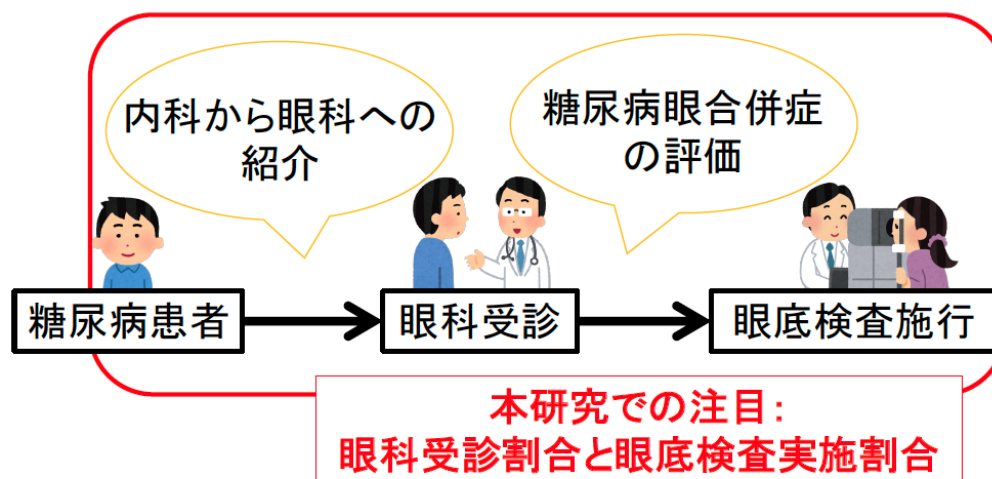 内科から眼科への
紹介
糖尿病眼合併症
の評価
糖尿病患者
眼科受診
眼底検査施行
本研究での注目：
眼科受診割合と眼底検査実施割合